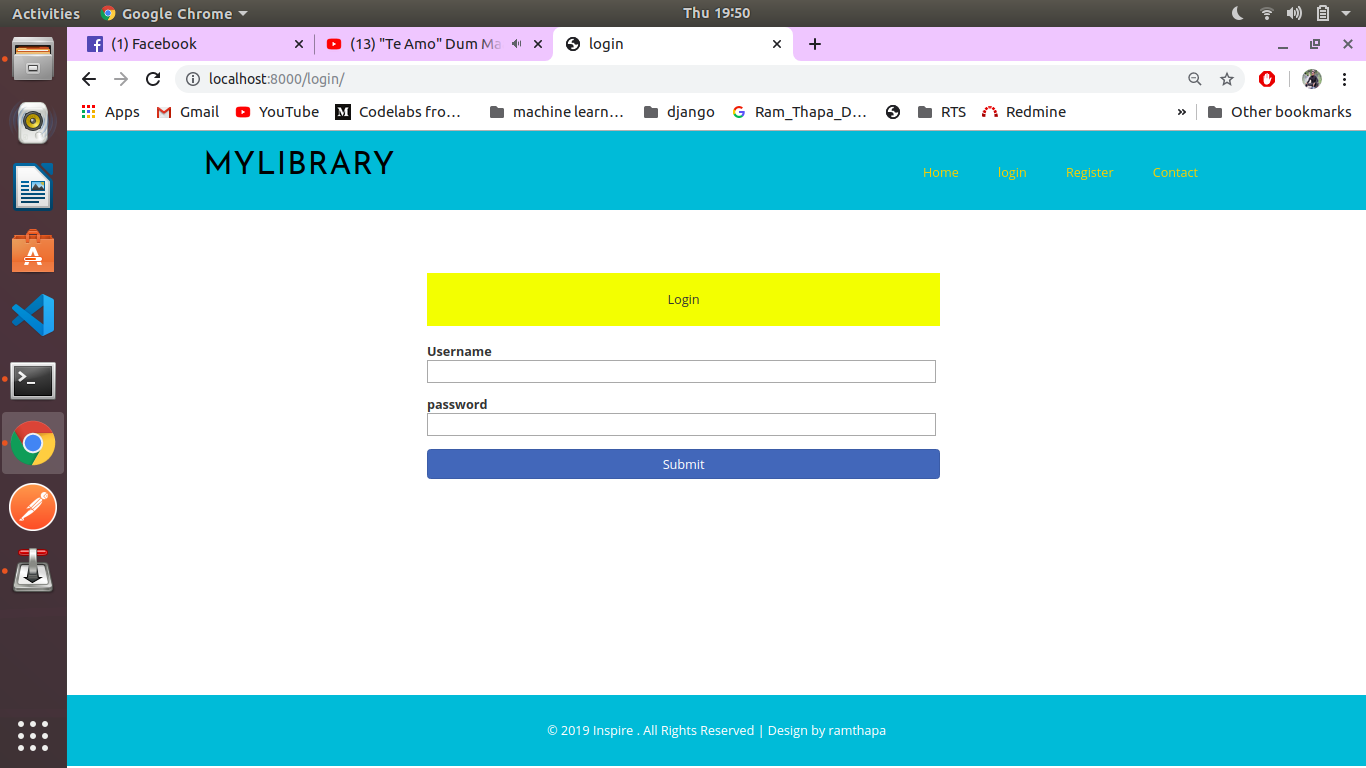 Activities Google Chrome Thu 19:50
(1) Facebook (13) "Te Amo" Dum Ma login
localhost:8000/login/
Apps Gmail YouTube Codelabs fro... machine learn... django Ram_Thapa_D... RTS Redmine » Other bookmarks
MYLIBRARY
Home login Register Contact
Login
Username
password
Submit
© 2019 Inspire . All Rights Reserved | Design by ramthapa